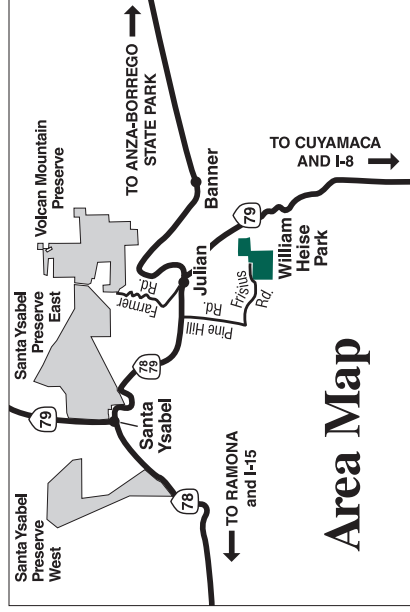 Santa Ysabel
Preserve
West
Santa Ysabel
Preserve
East
Volcan Mountain
Preserve
TO ANZA-BORREGO
STATE PARK
79
78
79
Santa
Ysabel
Farmer
Rd.
Julian
Banner
78
TO RAMONA
and I-15
Pine Hill
Rd.
Frisius
Rd.
79
William
Heise
Park
TO CUYAMACA
AND I-8
Area Map